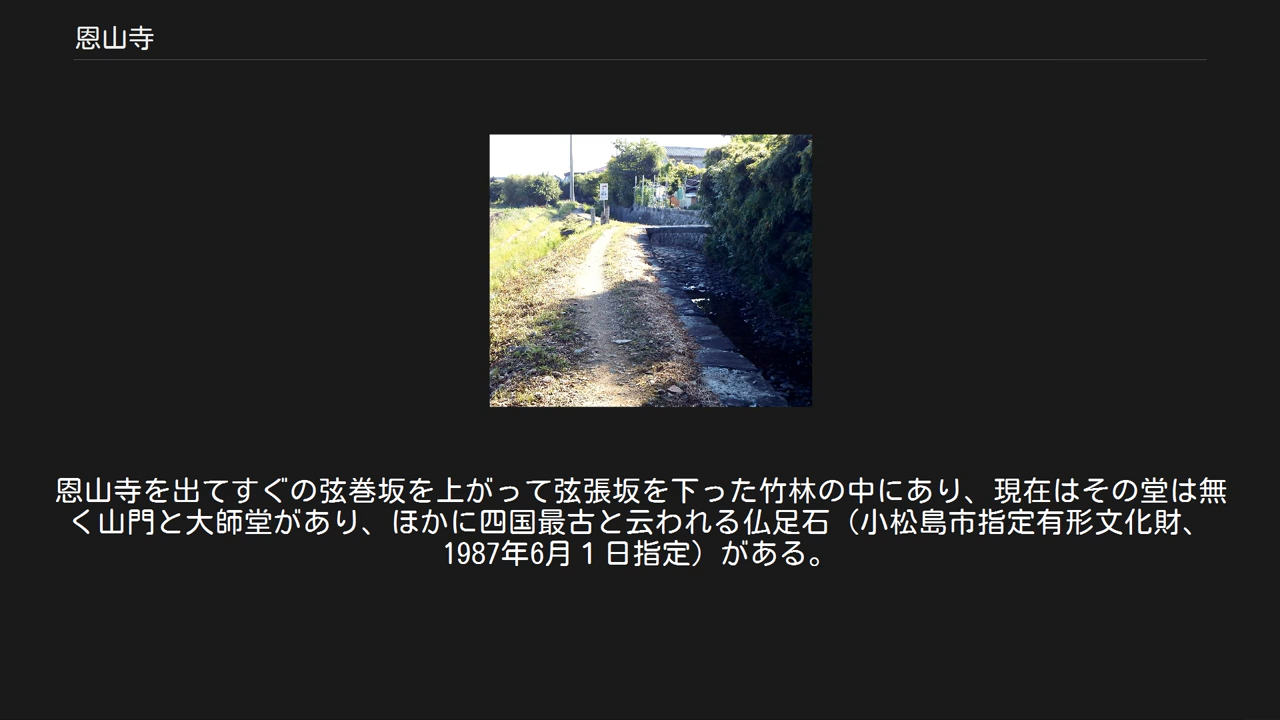 恩山寺
恩山寺を出てすぐの弦巻坂を上がって弦張坂を下った竹林の中にあり、現在はその堂は無
く山門と大師堂があり、ほかに四国最古と云われる仏足石（小松島市指定有形文化財、
1987年6月１日指定）がある。